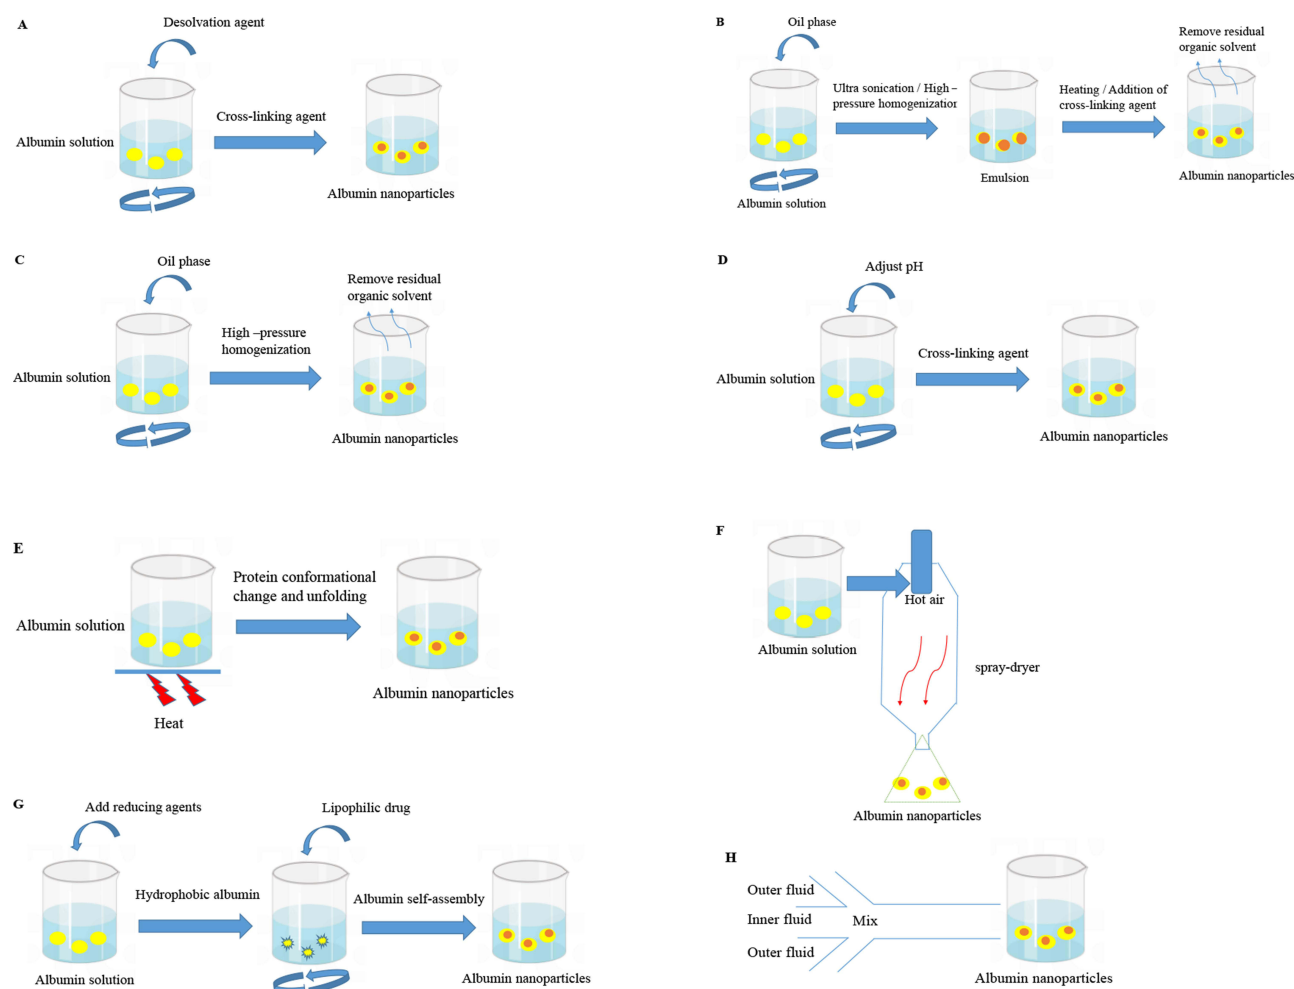 A
Desolvation agent
Albumin solution
Cross-linking agent
Albumin nanoparticles
B
Oil phase
Ultra sonication / High –
pressure homogenization
Albumin solution
Emulsion
Heating / Addition of
cross-linking agent
Remove residual
organic solvent
Albumin nanoparticles
C
Oil phase
Albumin solution
High –pressure
homogenization
Remove residual
organic solvent
Albumin nanoparticles
D
Adjust pH
Albumin solution
Cross-linking agent
Albumin nanoparticles
E
Albumin solution
Heat
Protein conformational
change and unfolding
Albumin nanoparticles
F
Albumin solution
Hot air
spray-dryer
Albumin nanoparticles
G
Add reducing agents
Albumin solution
Hydrophobic albumin
Lipophilic drug
Albumin self-assembly
Albumin nanoparticles
H
Outer fluid
Inner fluid
Mix
Outer fluid
Albumin nanoparticles